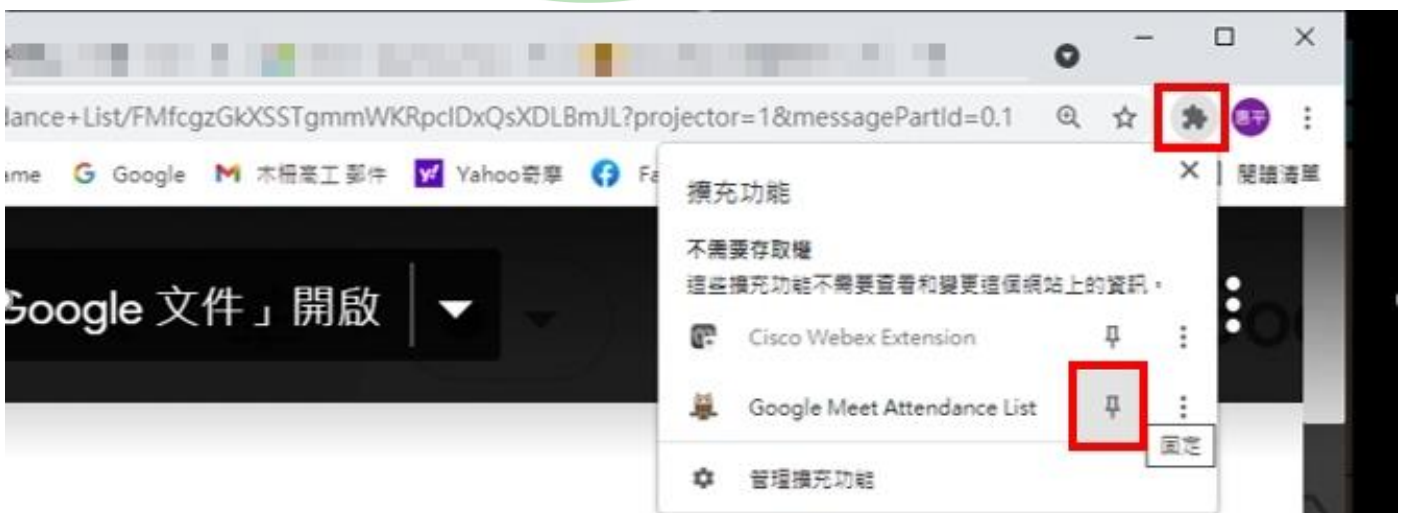 lance+List/FMfcgzGkXSSTgmmWKRpclDxQsXDLBmJL?projector=1&messagePartId=0.1
惠平
ame Google 木柵高工 郵件 Yahoo奇摩 Fa 閱讀清單
擴充功能
不需要存取權
這些擴充功能不需要查看和變更這個網站上的資訊。
Google 文件」開啟
Cisco Webex Extension
Google Meet Attendance List
固定
管理擴充功能